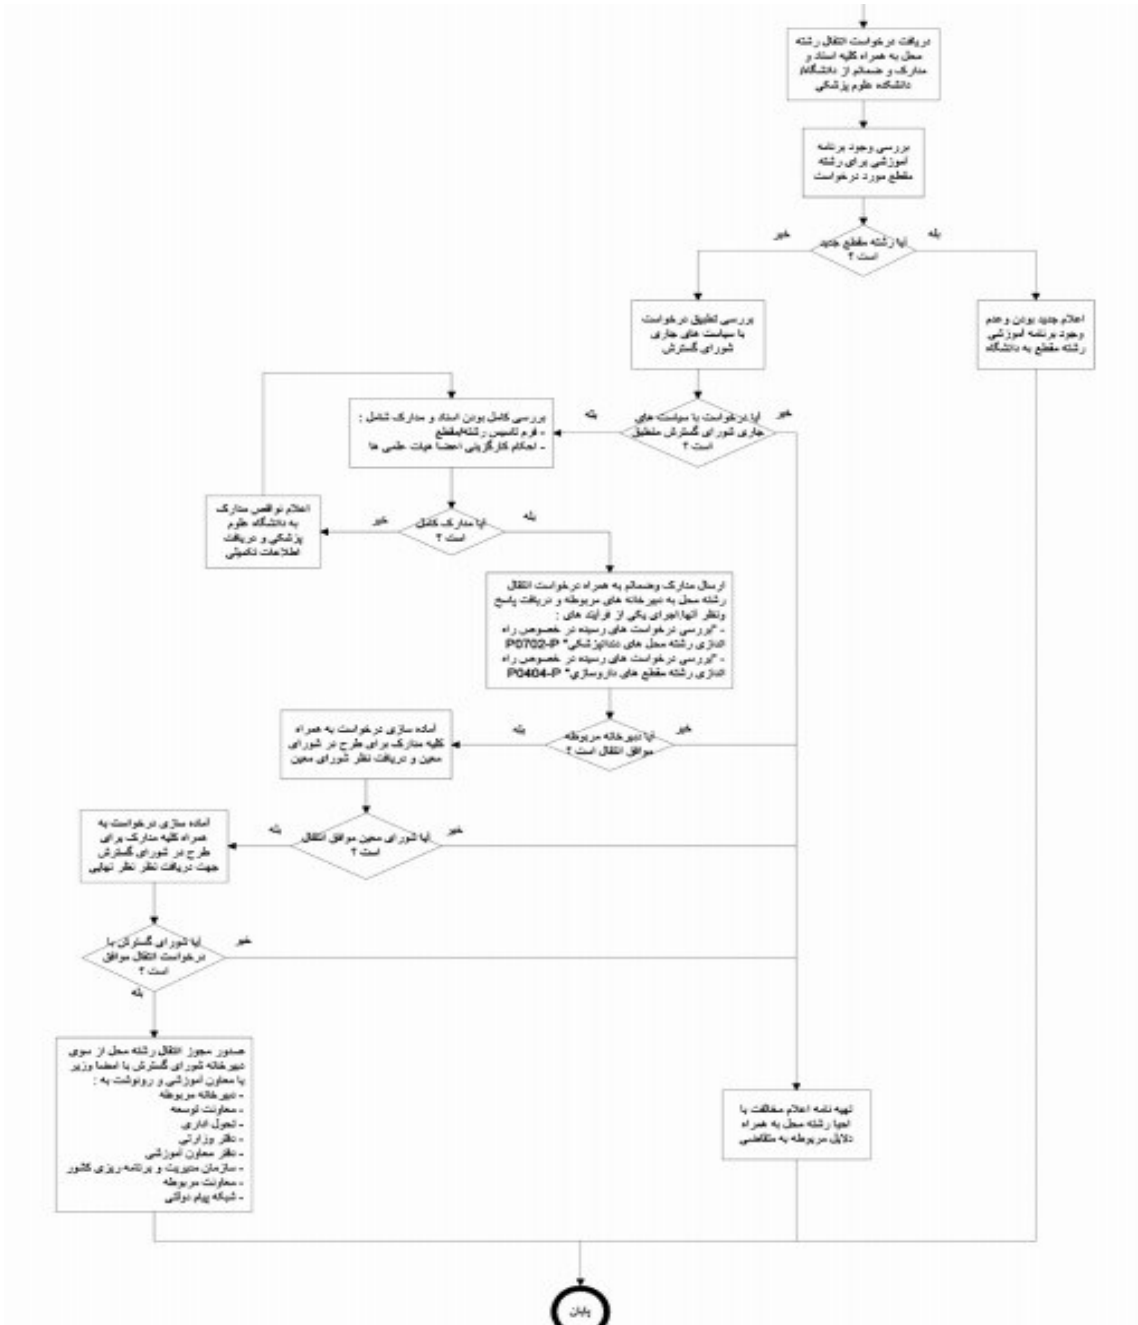 دریافت درخواست انتقال رشته
محل به همراه کلیه اسناد و
مدارک و ضمائم از دانشگاه/
دانشکده علوم پزشکی
بررسی وجود برنامه
آموزشی برای رشته
مقطع مورد درخواست
آیا رشته مقطع جدید
است ؟
خیر
بله
بررسی تطبیق درخواست
با سیاست های جاری
شورای گسترش
اعلام جدید بودن وعدم
وجود برنامه آموزشی
رشته مقطع به دانشگاه
آیا درخواست با سیاست های
جاری شورای گسترش منطبق
است ؟
خیر
بله
بررسی کامل بودن اسناد و مدارک شامل :
- فرم تاسیس رشته/مقطع
- احکام کارگزینی اعضا هیات علمی ها
آیا مدارک کامل
است ؟
خیر
بله
اعلام نواقص مدارک
به دانشگاه علوم
پزشکی و دریافت
اطلاعات تکمیلی
ارسال مدارک وضمائم به همراه درخواست انتقال
رشته محل به دبیرخانه های مربوطه و دریافت پاسخ
ونظر آنها,اجرای یکی از فرآیند های :
- "بررسی درخواست های رسیده در خصوص راه
اندازی رشته محل های دندانپزشکی" P0702-P
- "بررسی درخواست های رسیده در خصوص راه
اندازی رشته مقطع های داروسازی" P0404-P
آیا دبیرخانه مربوطه
موافق انتقال است ؟
خیر
بله
آماده سازی درخواست به همراه
کلیه مدارک برای طرح در شورای
معین و دریافت نظر شورای معین
آیا شورای معین موافق انتقال
است ؟
خیر
بله
آماده سازی درخواست به
همراه کلیه مدارک برای
طرح در شورای گسترش
جهت دریافت نظر نظر نهایی
آیا شورای گسترش با
درخواست انتقال موافق
است ؟
خیر
بله
صدور مجوز انتقال رشته محل از سوی
دبیرخانه شورای گسترش با امضا وزیر
یا معاون آموزشی و رونوشت به :
- دبیرخانه مربوطه
- معاونت توسعه
- تحول اداری
- دفتر وزارتی
- دفتر معاون آموزشی
- سازمان مدیریت و برنامه ریزی کشور
- معاونت مربوطه
- شبکه پیام دولتی
تهیه نامه اعلام مخالفت با
احیا رشته محل به همراه
دلایل مربوطه به متقاضی
پایان